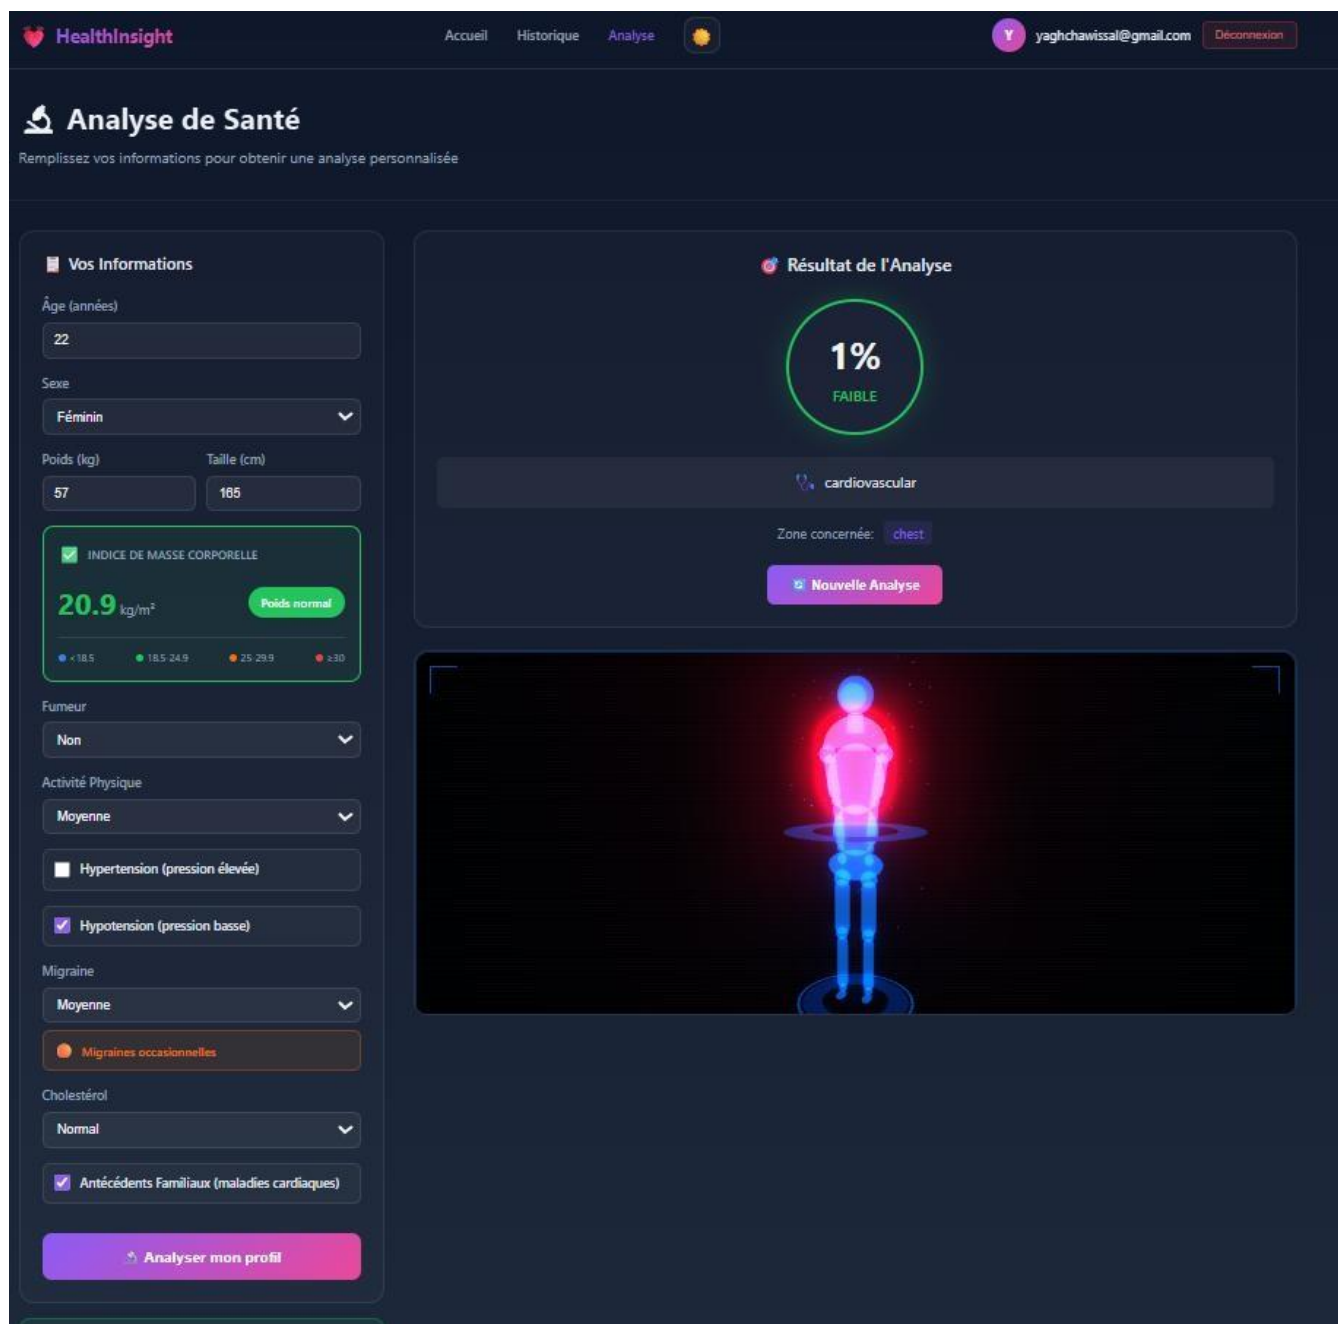 HealthInsight
Accueil Historique Analyse
Y yaghchawissal@gmail.com Déconnexion
Analyse de Santé
Remplissez vos informations pour obtenir une analyse personnalisée
Vos Informations
Âge (années)
22
Sexe
Féminin
Poids (kg) Taille (cm)
57 165
INDICE DE MASSE CORPORELLE
20.9 kg/m² Poids normal
<18.5 18.5-24.9 25-29.9 ≥30
Fumeur
Non
Activité Physique
Moyenne
Hypertension (pression élevée)
Hypotension (pression basse)
Migraine
Moyenne
Migraines occasionnelles
Cholestérol
Normal
Antécédents Familiaux (maladies cardiaques)
Analyser mon profil
Résultat de l'Analyse
1%
FAIBLE
cardiovascular
Zone concernée: chest
Nouvelle Analyse